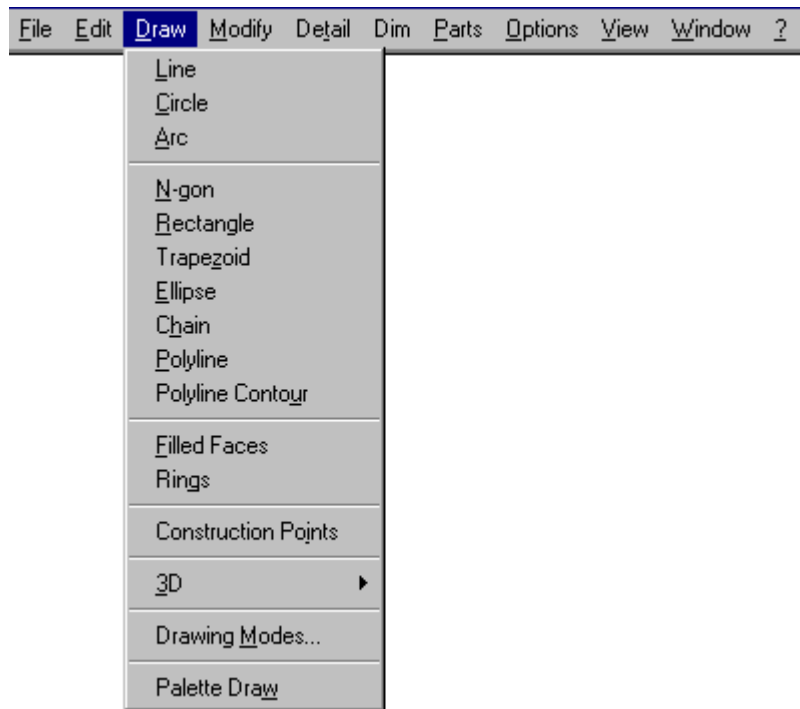 File Edit Draw Modify Detail Dim Parts Options View Window ?
Line
Circle
Arc
N-gon
Rectangle
Trapezoid
Ellipse
Chain
Polyline
Polyline Contour
Filled Faces
Rings
Construction Points
3D
Drawing Modes...
Palette Draw